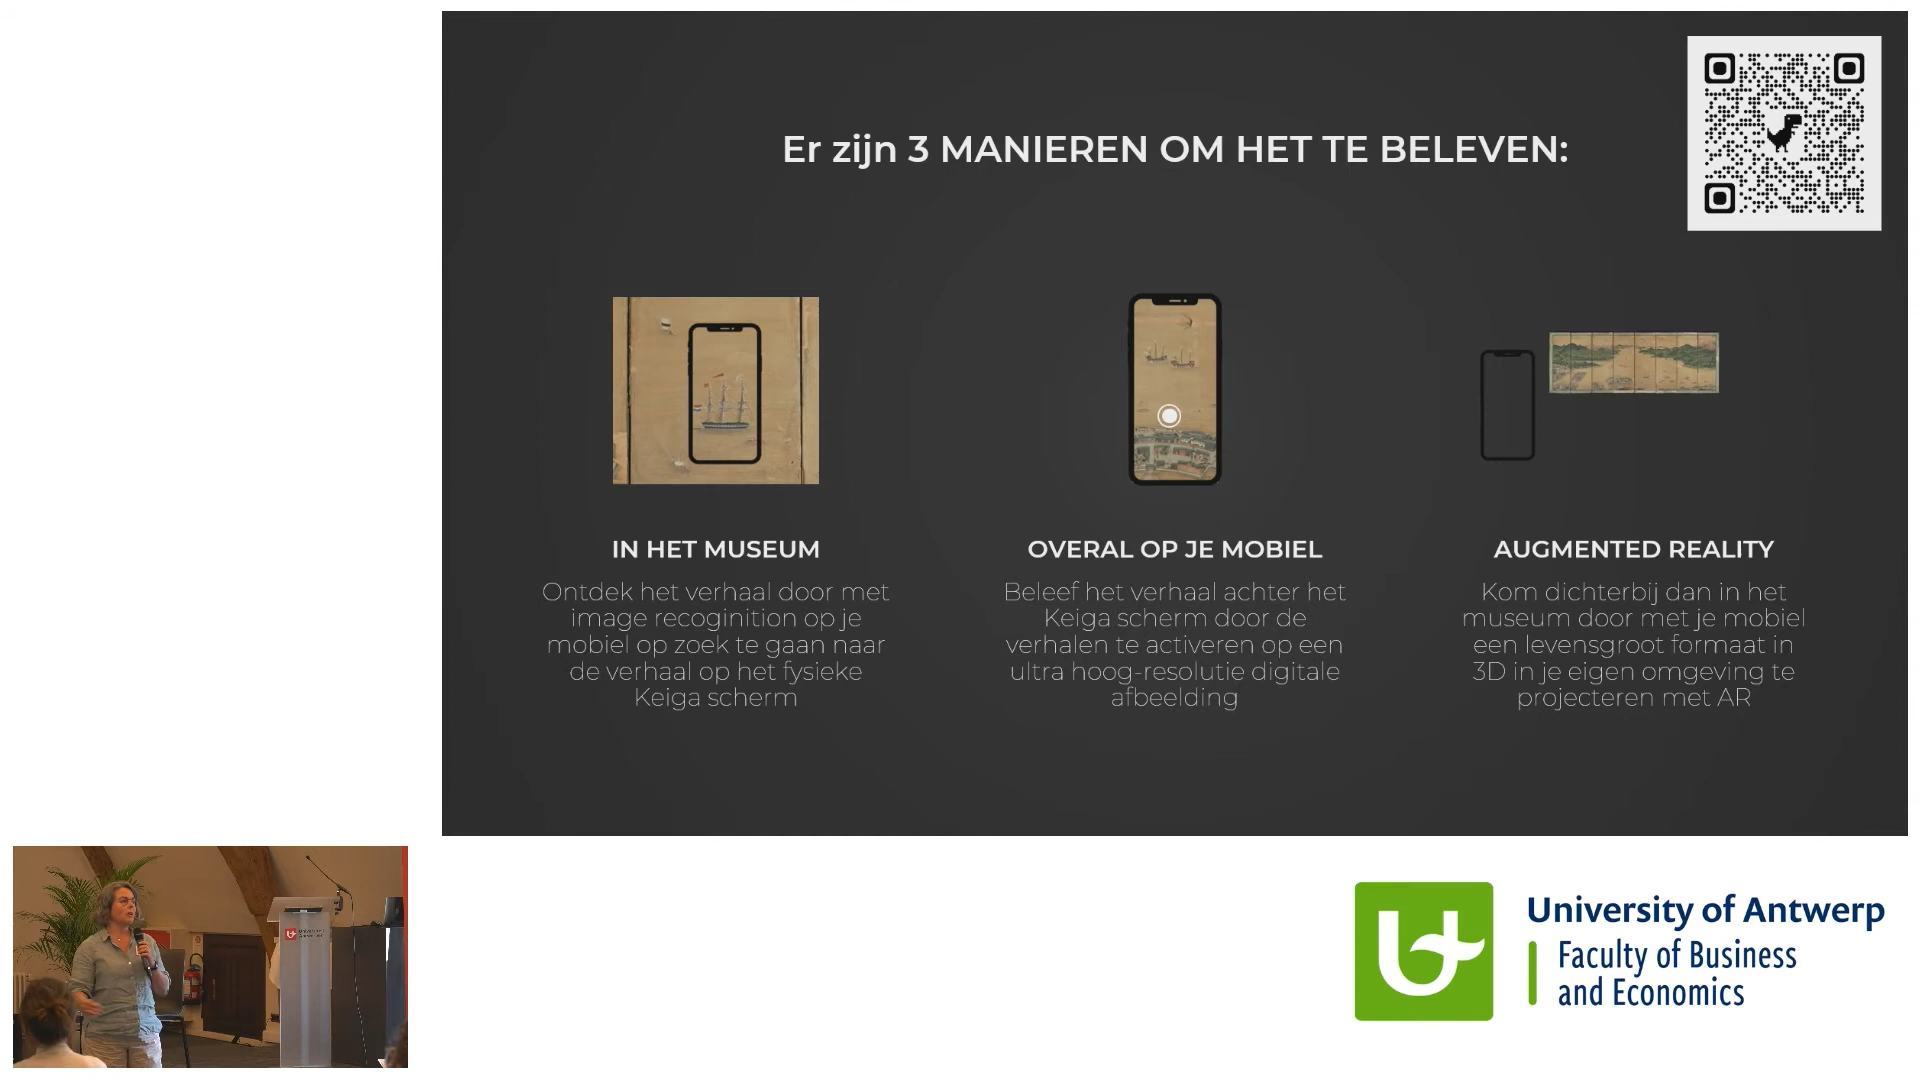 Er zijn 3 MANIEREN OM HET TE BELEVEN:
IN HET MUSEUM
Ontdek het verhaal door met
image recoginition op je
mobiel op zoek te gaan naar
de verhaal op het fysieke
Keiga scherm
OVERAL OP JE MOBIEL
Beleef het verhaal achter het
Keiga scherm door de
verhalen te activeren op een
ultra hoog-resolutie digitale
afbeelding
AUGMENTED REALITY
Kom dichterbij dan in het
museum door met je mobiel
een levensgroot formaat in
3D in je eigen omgeving te
projecteren met AR
University of Antwerp
Faculty of Business
and Economics